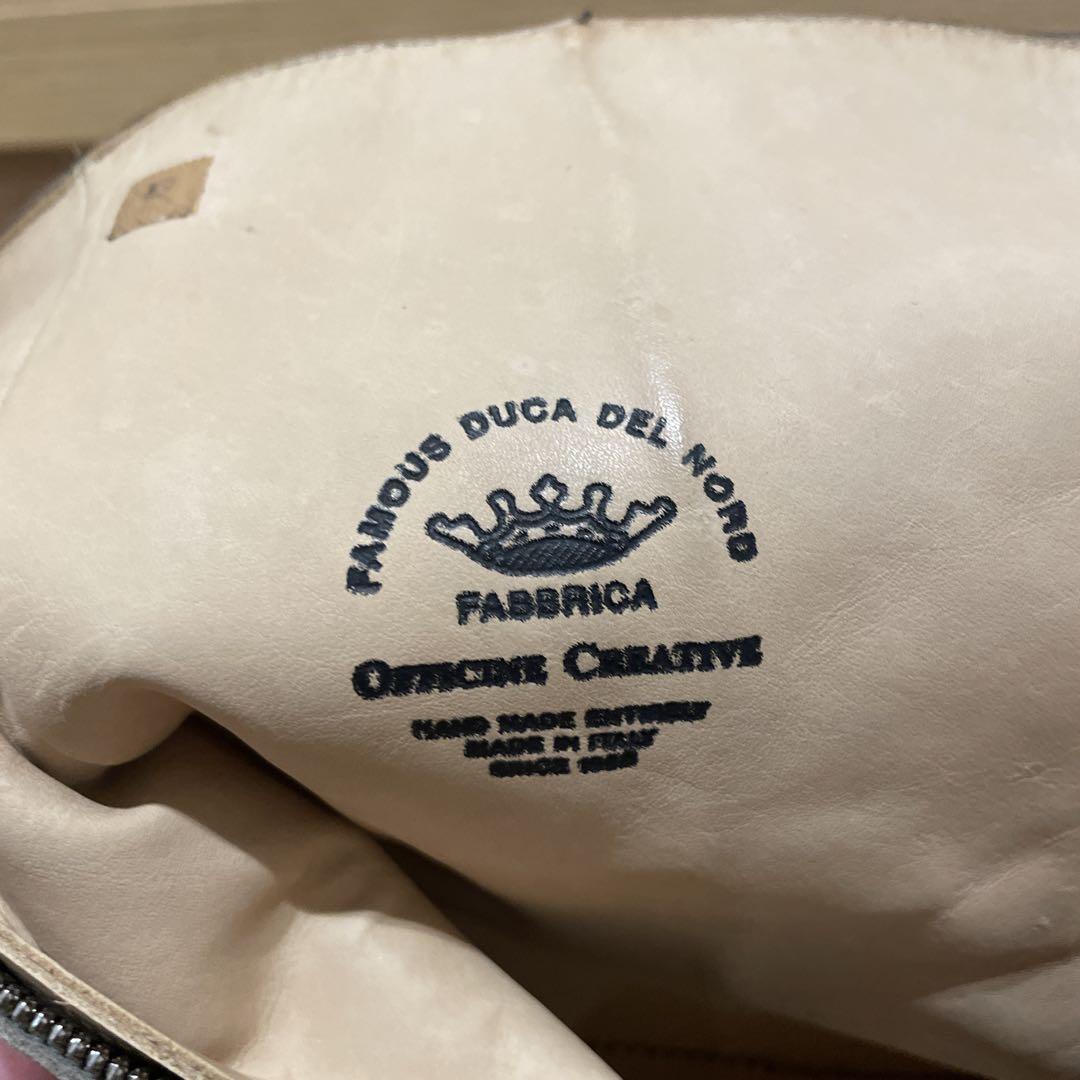 FAMOUS DUCA DEL NORD
FABBRICA
OFFICINE CREATIVE
HAND MADE ENTIRELY
MADE IN ITALY
SINCE